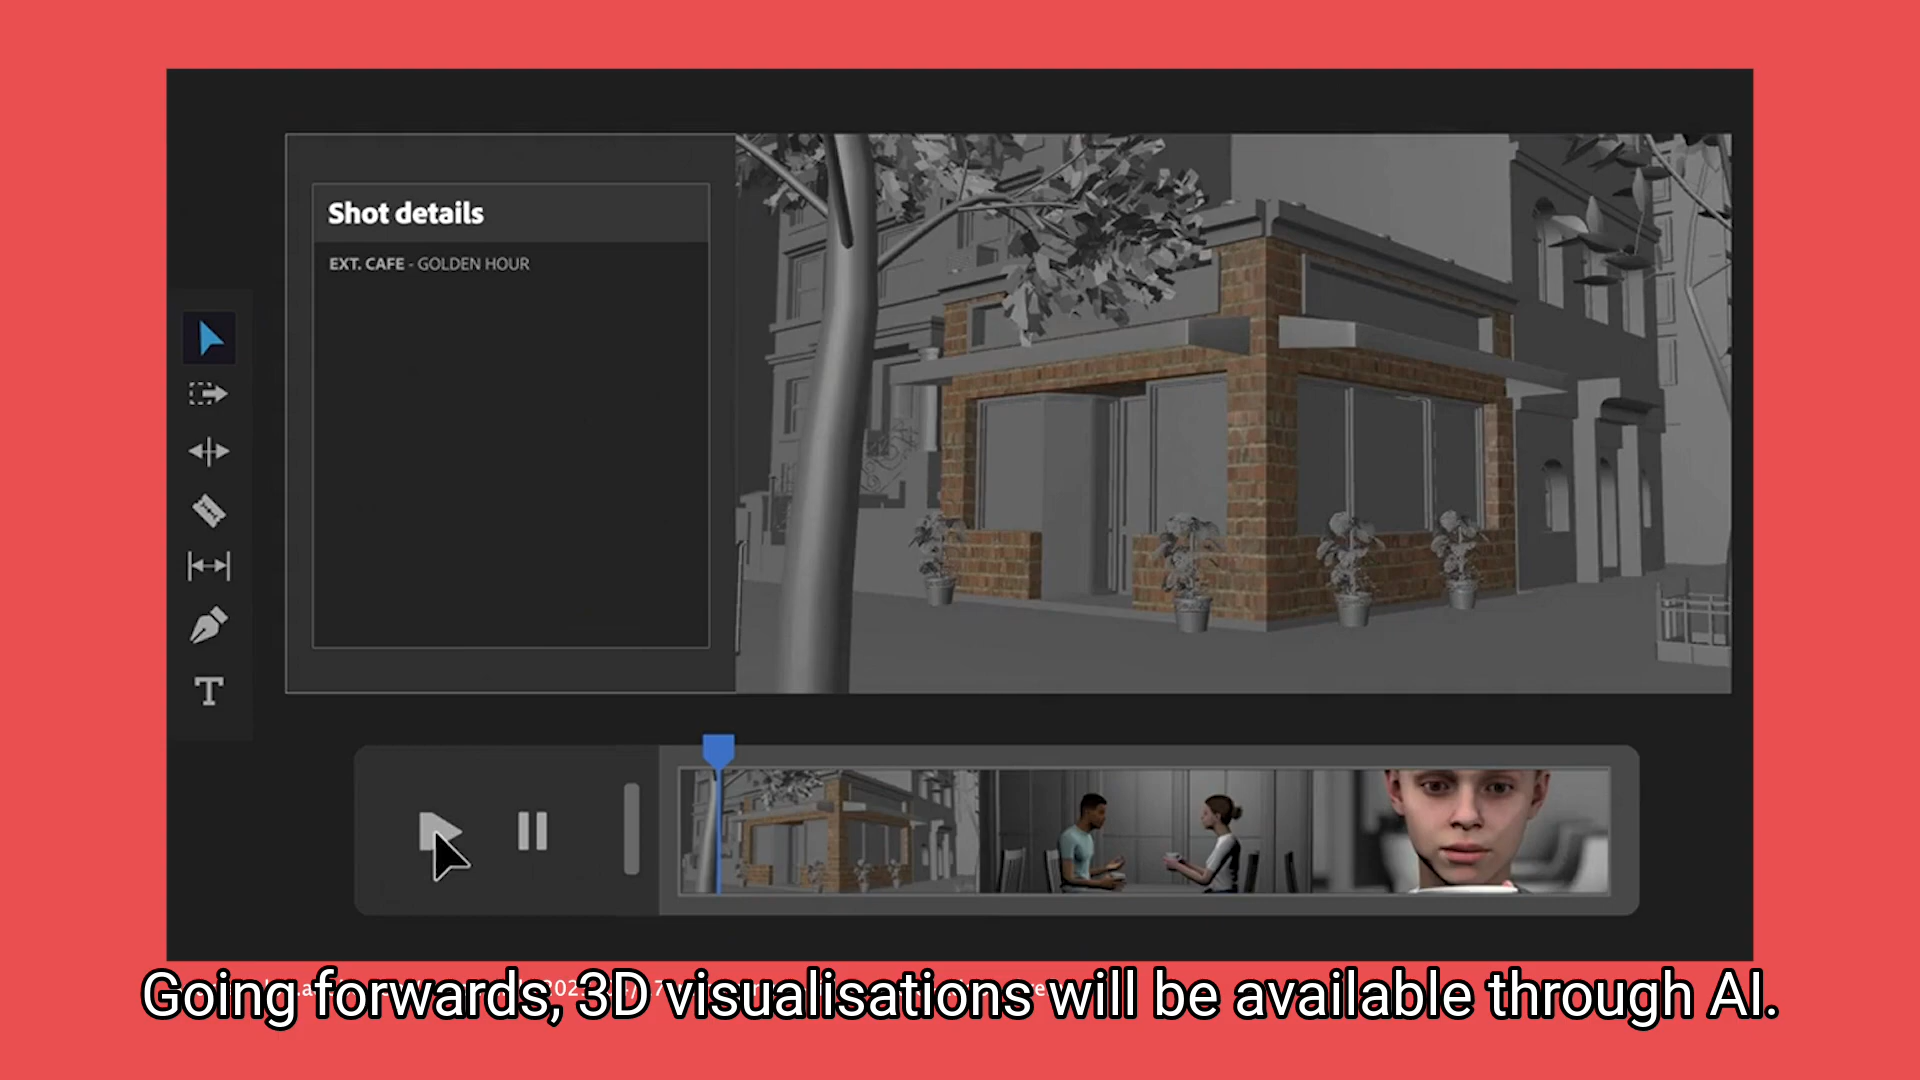 Shot details
EXT. CAFE - GOLDEN HOUR
T
Going forwards, 3D visualisations will be available through AI.